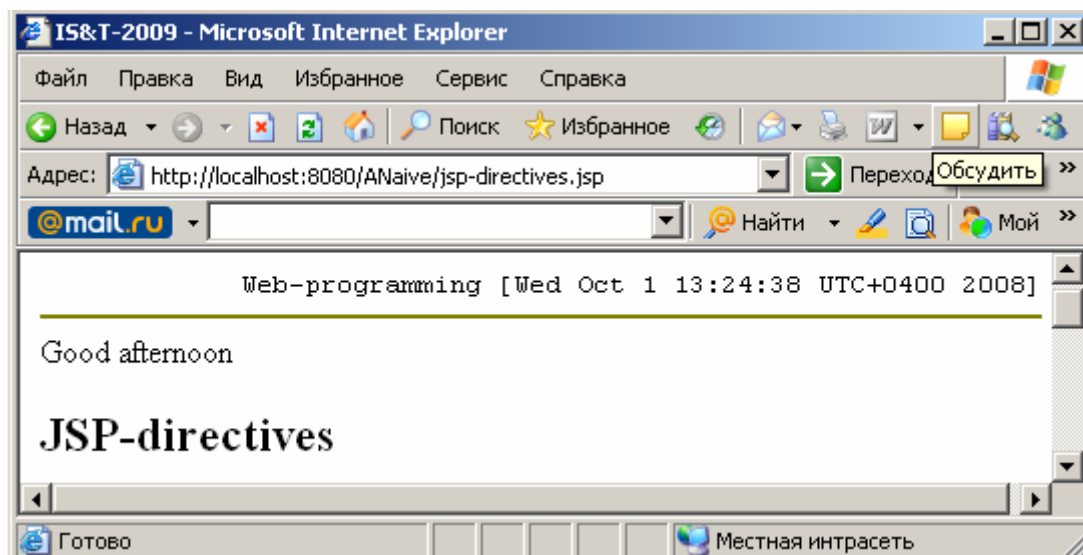 IS&T-2009 - Microsoft Internet Explorer
Файл Правка Вид Избранное Сервис Справка
Назад Поиск Избранное
Адрес: http://localhost:8080/ANaive/jsp-directives.jsp Переход
Обсудить
@mail.ru Найти Мой
Web-programming [Wed Oct 1 13:24:38 UTC+0400 2008]
Good afternoon
JSP-directives
Готово Местная интрасеть